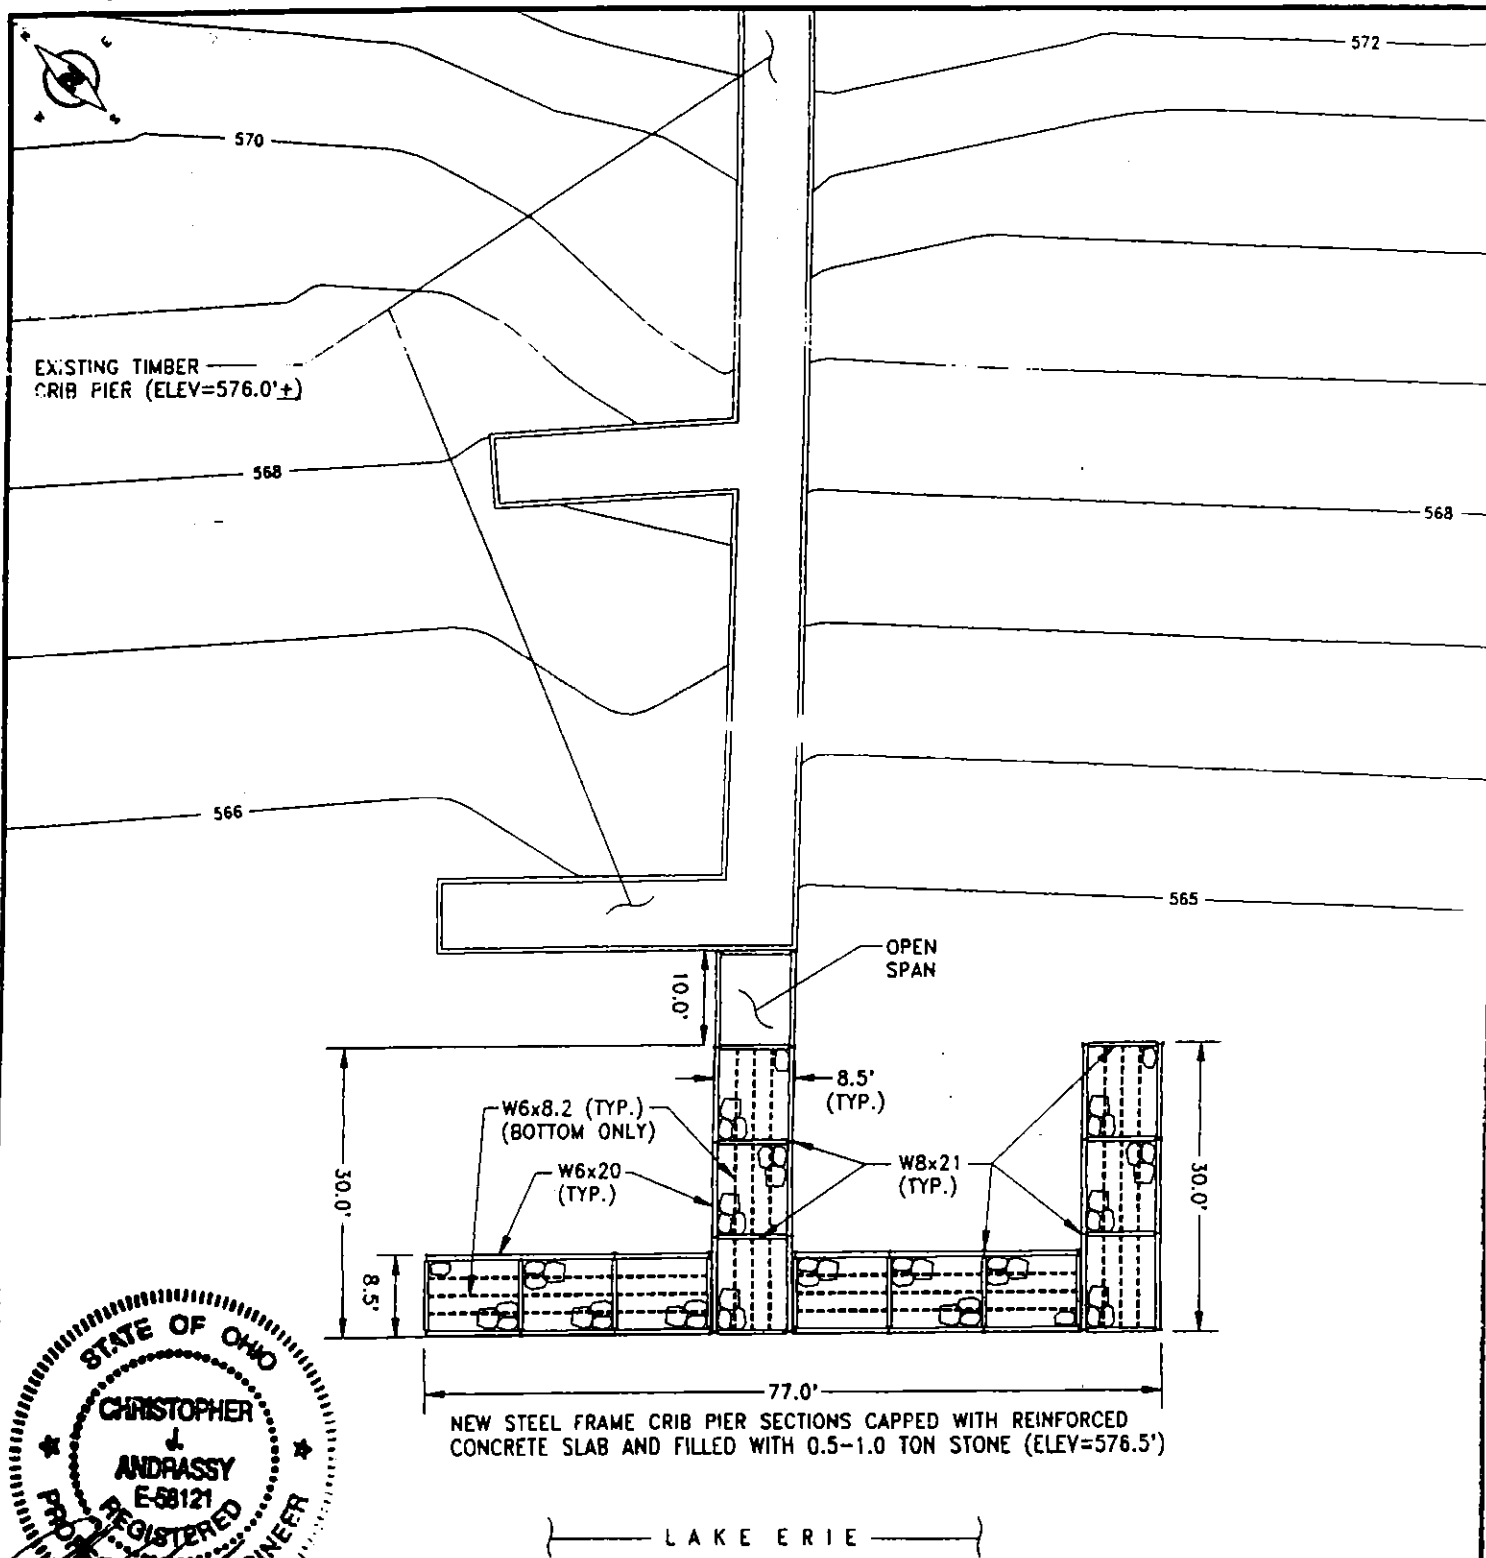 N
E
W
S
572
570
EXISTING TIMBER
CRIB PIER (ELEV=576.0'±)
568
568
566
565
OPEN
SPAN
10.0'
8.5'
(TYP.)
W6x8.2 (TYP.)
(BOTTOM ONLY)
W6x20
(TYP.)
W8x21
(TYP.)
30.0'
30.0'
8.5'
77.0'
NEW STEEL FRAME CRIB PIER SECTIONS CAPPED WITH REINFORCED
CONCRETE SLAB AND FILLED WITH 0.5-1.0 TON STONE (ELEV=576.5')
LAKE ERIE
STATE OF OHIO
CHRISTOPHER
J.
ANDRASSY
E-58121
REGISTERED